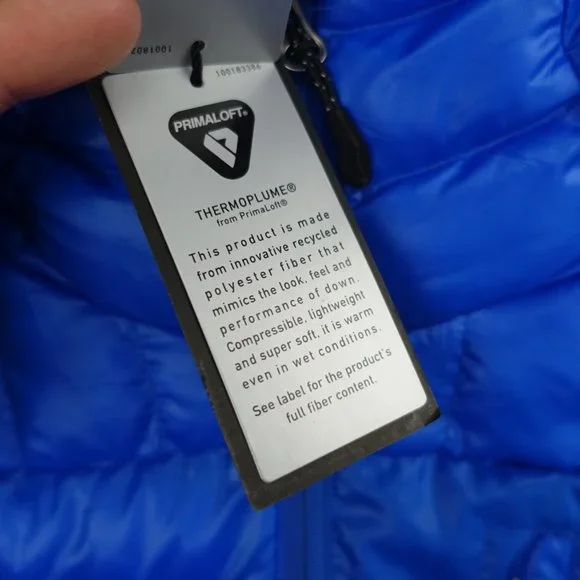 100183384
PRIMALOFT®
THERMOPLUME®
from PrimaLoft®
This product is made
from innovative recycled
polyester fiber that
mimics the look, feel and
performance of down.
Compressible, lightweight
and super soft, it is warm
even in wet conditions.
See label for the product's
full fiber content.